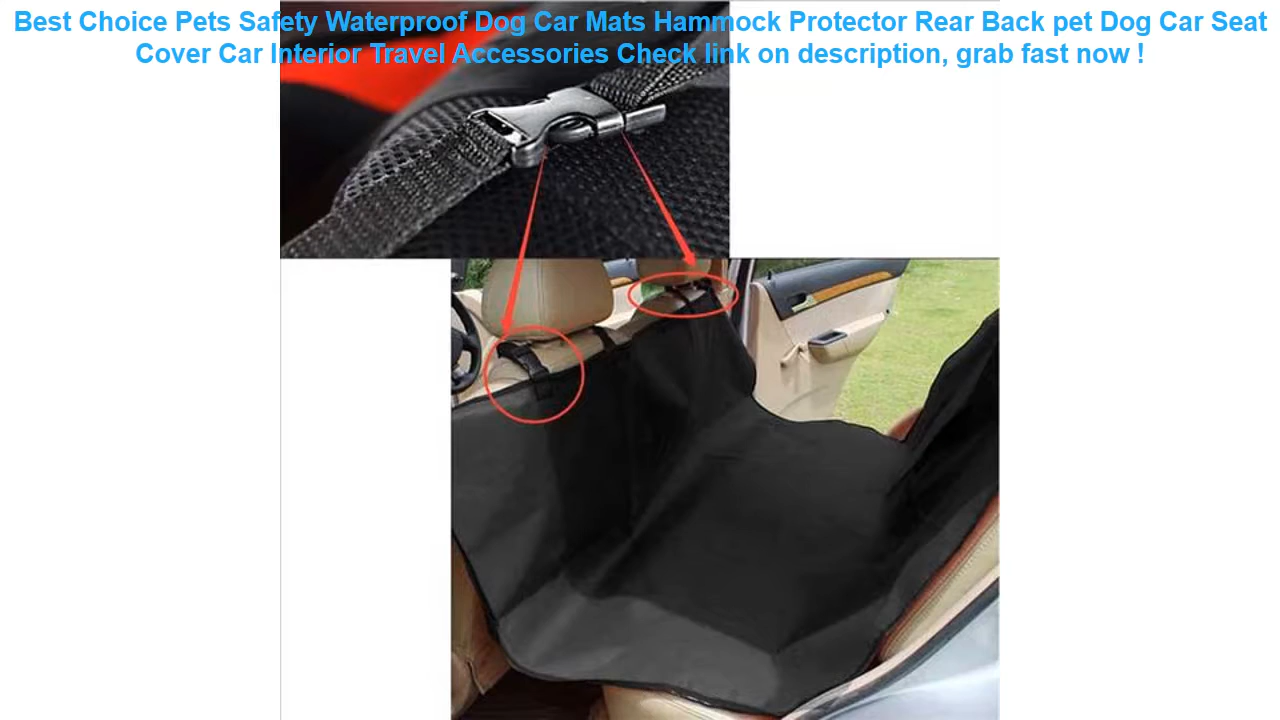 Best Choice Pets Safety Waterproof Dog Car Mats Hammock Protector Rear Back pet Dog Car Seat
Cover Car Interior Travel Accessories Check link on description, grab fast now !